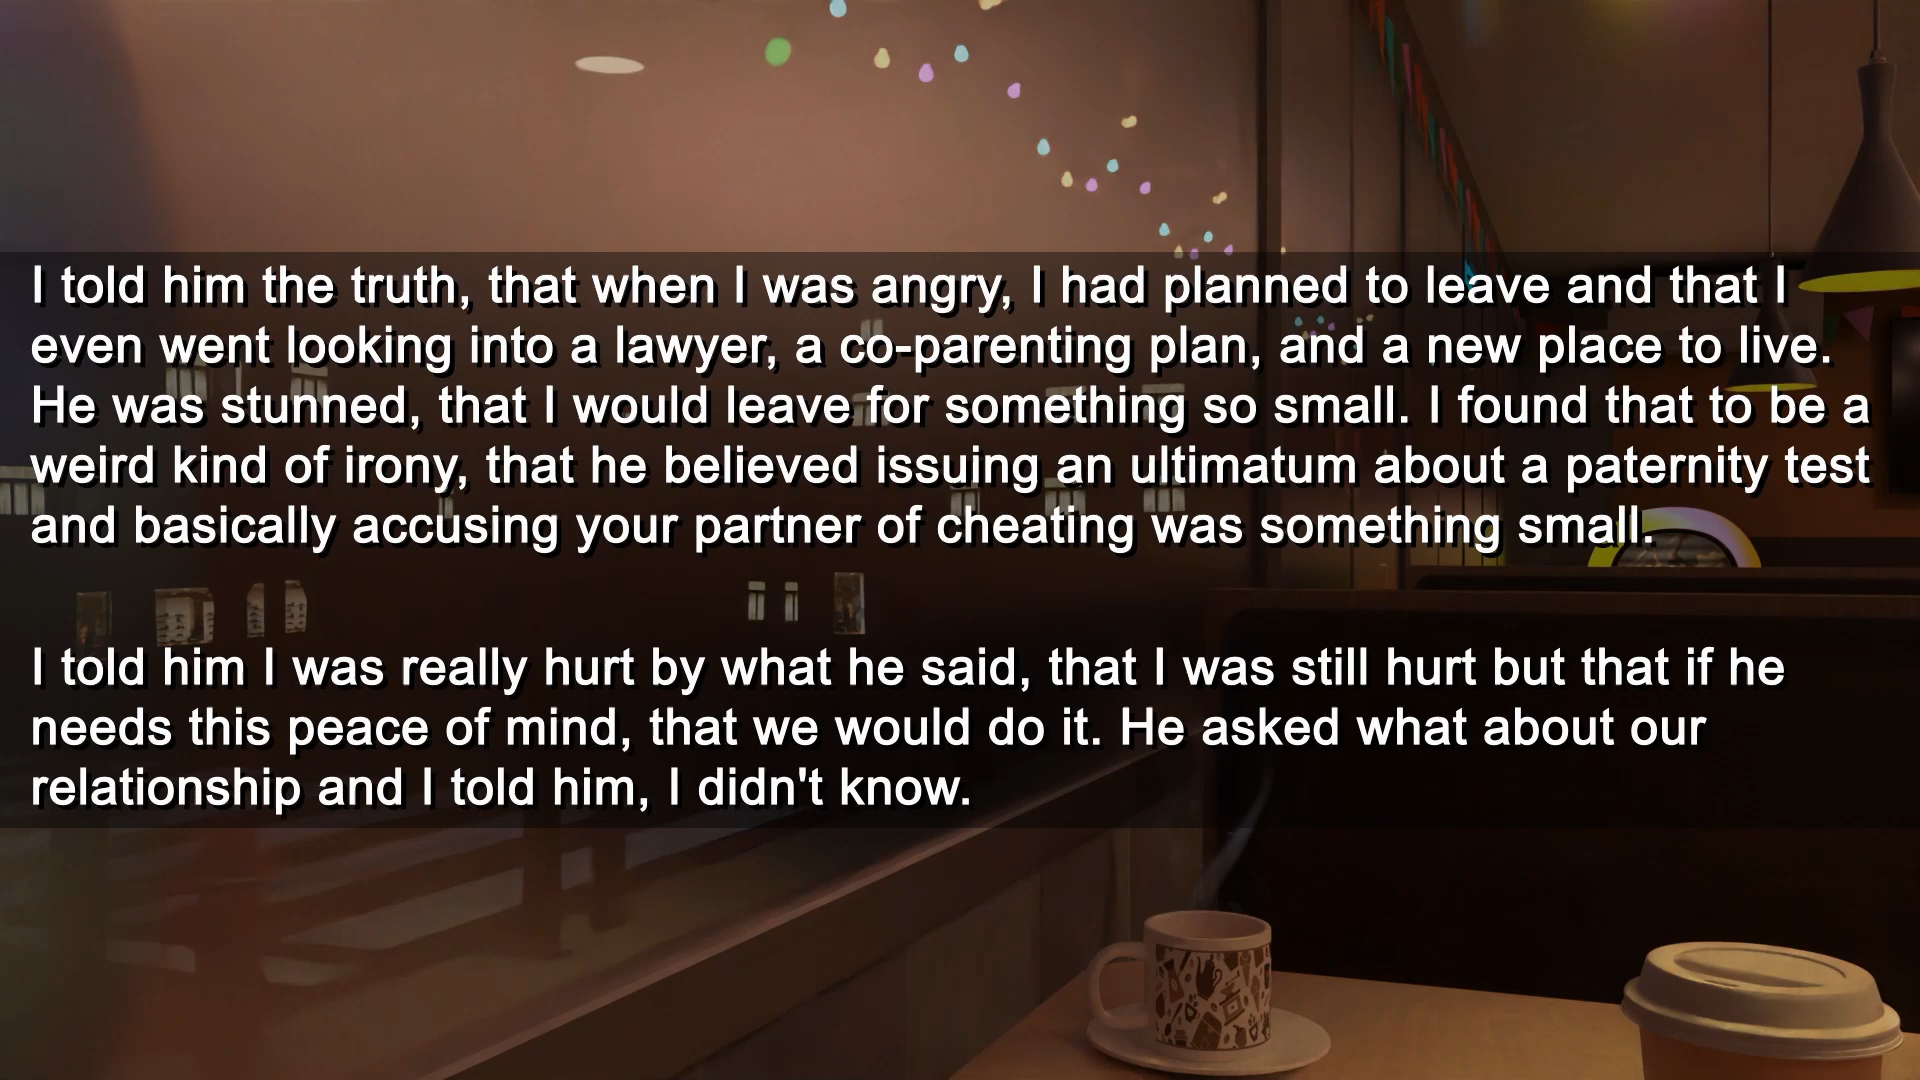 I told him the truth, that when I was angry, I had planned to leave and that I
even went looking into a lawyer, a co-parenting plan, and a new place to live.
He was stunned, that I would leave for something so small. I found that to be a
weird kind of irony, that he believed issuing an ultimatum about a paternity test
and basically accusing your partner of cheating was something small.
I told him I was really hurt by what he said, that I was still hurt but that if he
needs this peace of mind, that we would do it. He asked what about our
relationship and I told him, I didn't know.